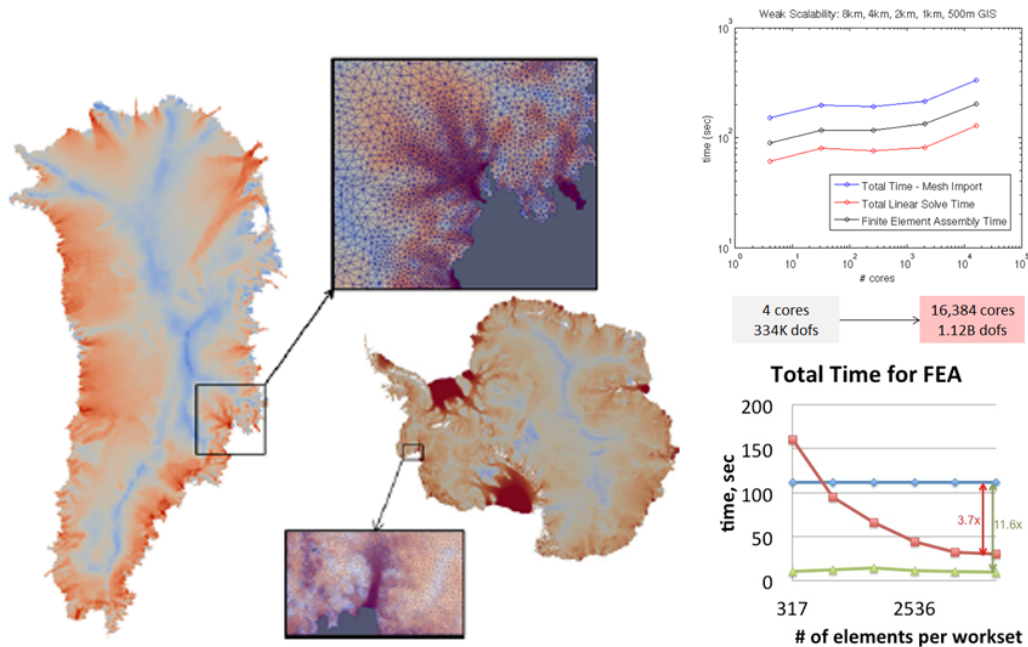 Weak Scalability: 8km, 4km, 2km, 1km, 500m GIS
10³
10²
10¹
time (sec)
Total Time - Mesh Import
Total Linear Solve Time
Finite Element Assembly Time
10⁰ 10¹ 10² 10³ 10⁴ 10⁵
# cores
4 cores
334K dofs
16,384 cores
1.12B dofs
Total Time for FEA
200
150
100
50
0
time, sec
3.7x
11.6x
317 2536
# of elements per workset